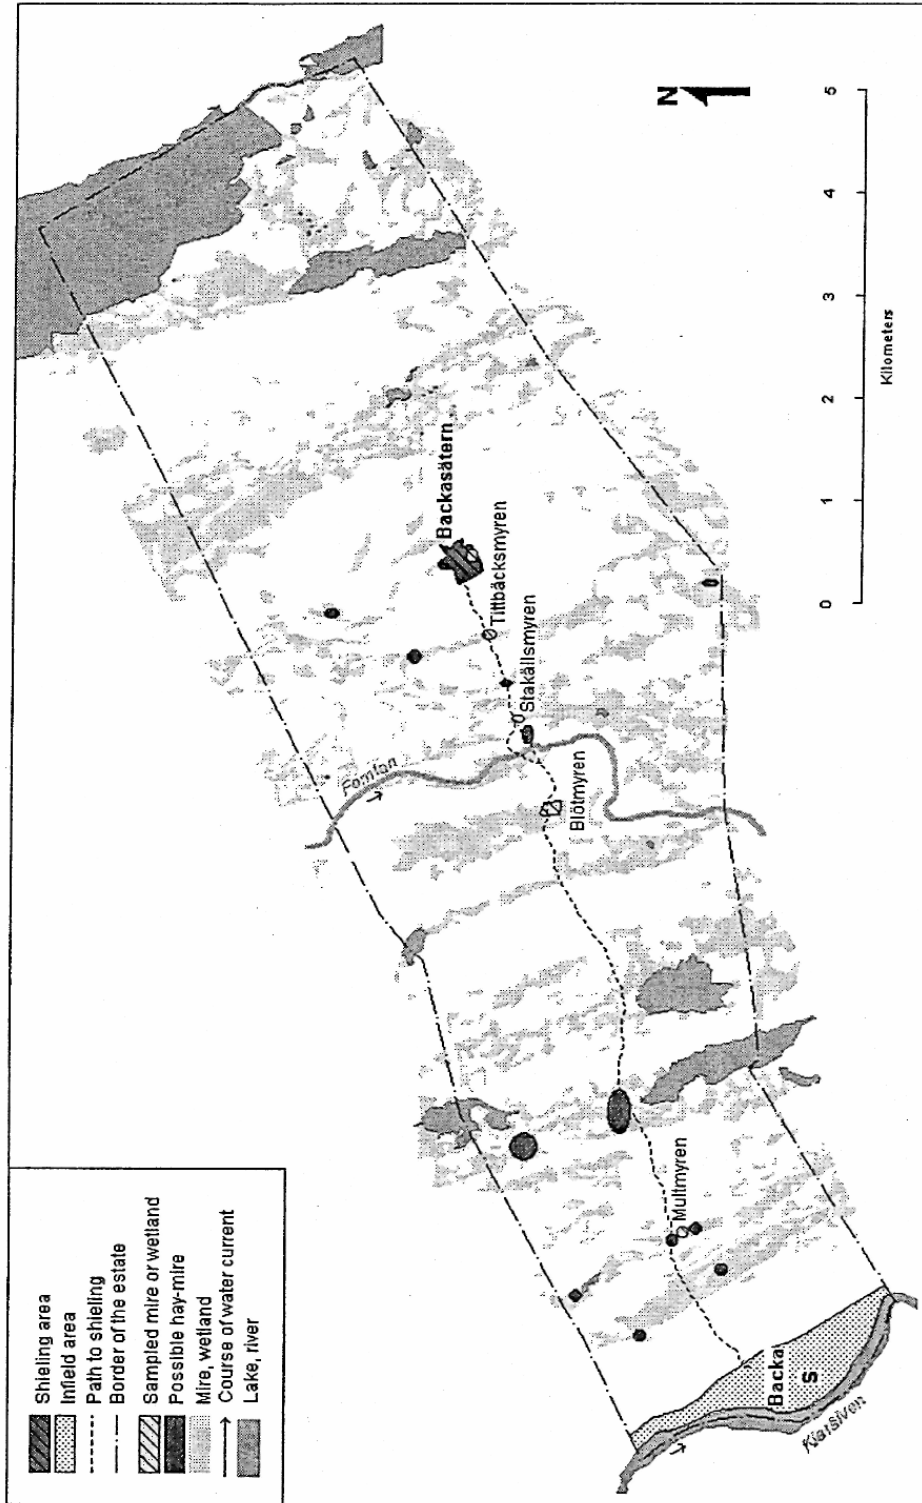 Shieling area
Infield area
Path to shieling
Border of the estate
Sampled mire or wetland
Possible hay-mire
Mire, wetland
Course of water current
Lake, river
Backa
S
Klarälven
Multmyren
Blötmyren
Femtan
Stakällsmyren
Tittbäcksmyren
Backasätern
N
0 1 2 3 4 5
Kilometers